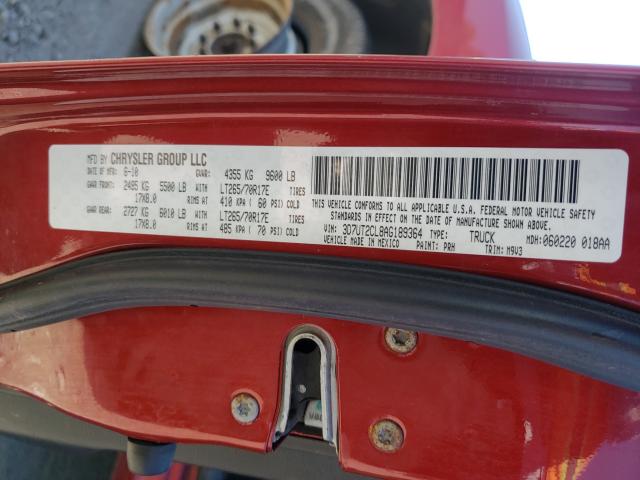 MFD BY CHRYSLER GROUP LLC
6-10 GVWR: 4355 KG 9600 LB
GAWR FRONT: 2495 KG 5500 LB WITH LT265/70R17E TIRES
17X8.0 RIMS AT 410 KPA ( 60 PSI) COLD
GAWR REAR: 2727 KG 6010 LB WITH LT265/70R17E TIRES
17X8.0 RIMS AT 485 KPA ( 70 PSI) COLD
THIS VEHICLE CONFORMS TO ALL APPLICABLE U.S.A. FEDERAL MOTOR VEHICLE SAFETY
STANDARDS IN EFFECT ON THE DATE OF MANUFACTURE SHOWN ABOVE.
VIN: 3D7UT2CL8AG189364 TYPE: TRUCK MDH: 060220 018AA
VEHICLE MADE IN MEXICO PAINT: PRH TRIM: M9V3